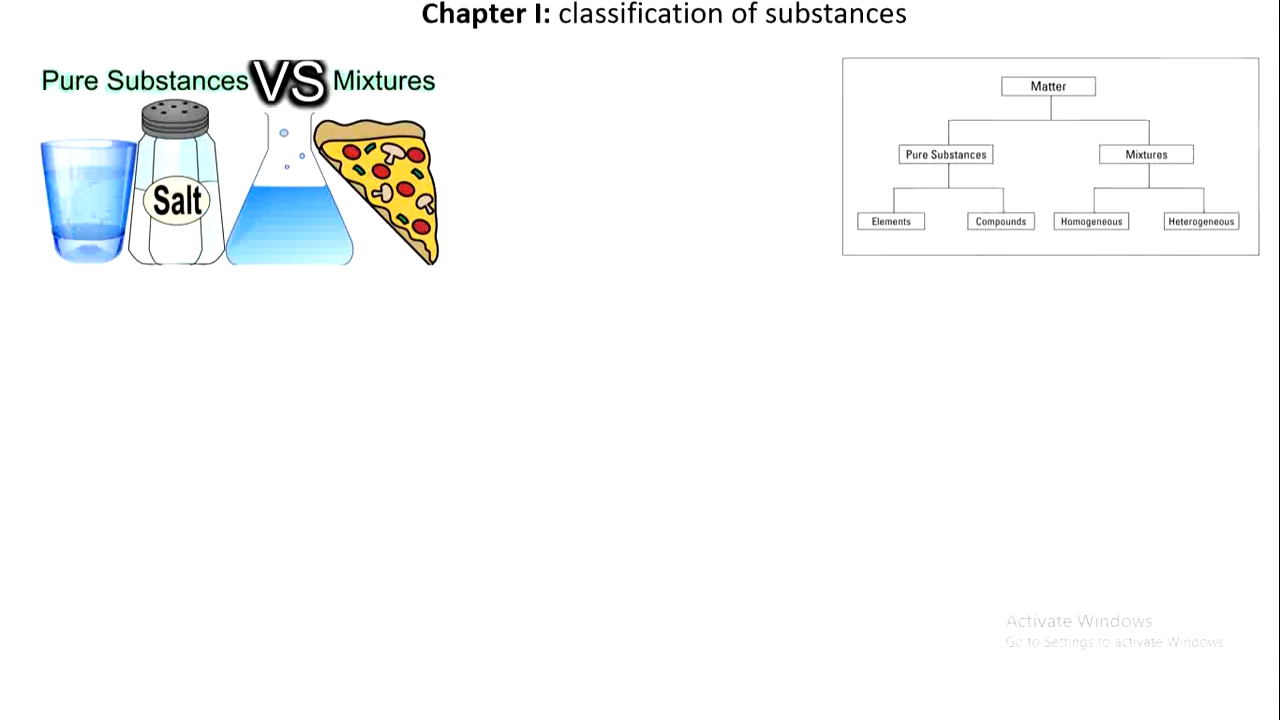 Chapter I: classification of substances
Pure Substances VS Mixtures
Salt
Matter
Pure Substances
Mixtures
Elements
Compounds
Homogeneous
Heterogeneous
Activate Windows
Go to Settings to activate Windows